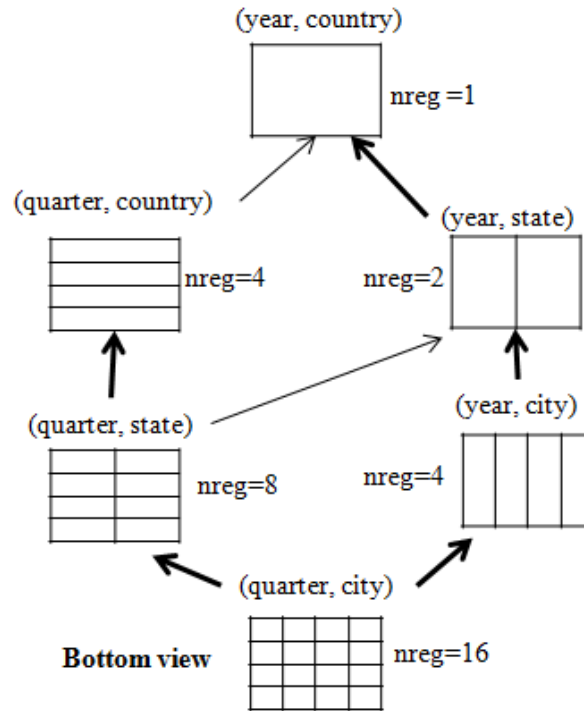 (year, country)
nreg =1
(quarter, country)
(year, state)
nreg=4
nreg=2
(quarter, state)
(year, city)
nreg=8
nreg=4
(quarter, city)
Bottom view
nreg=16